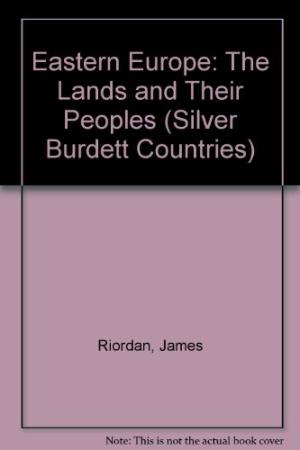 Eastern Europe: The
Lands and Their
Peoples (Silver
Burdett Countries)
Riordan, James
Note: This is not the actual book cover